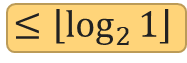 ≤ ⌊log₂ 1⌋